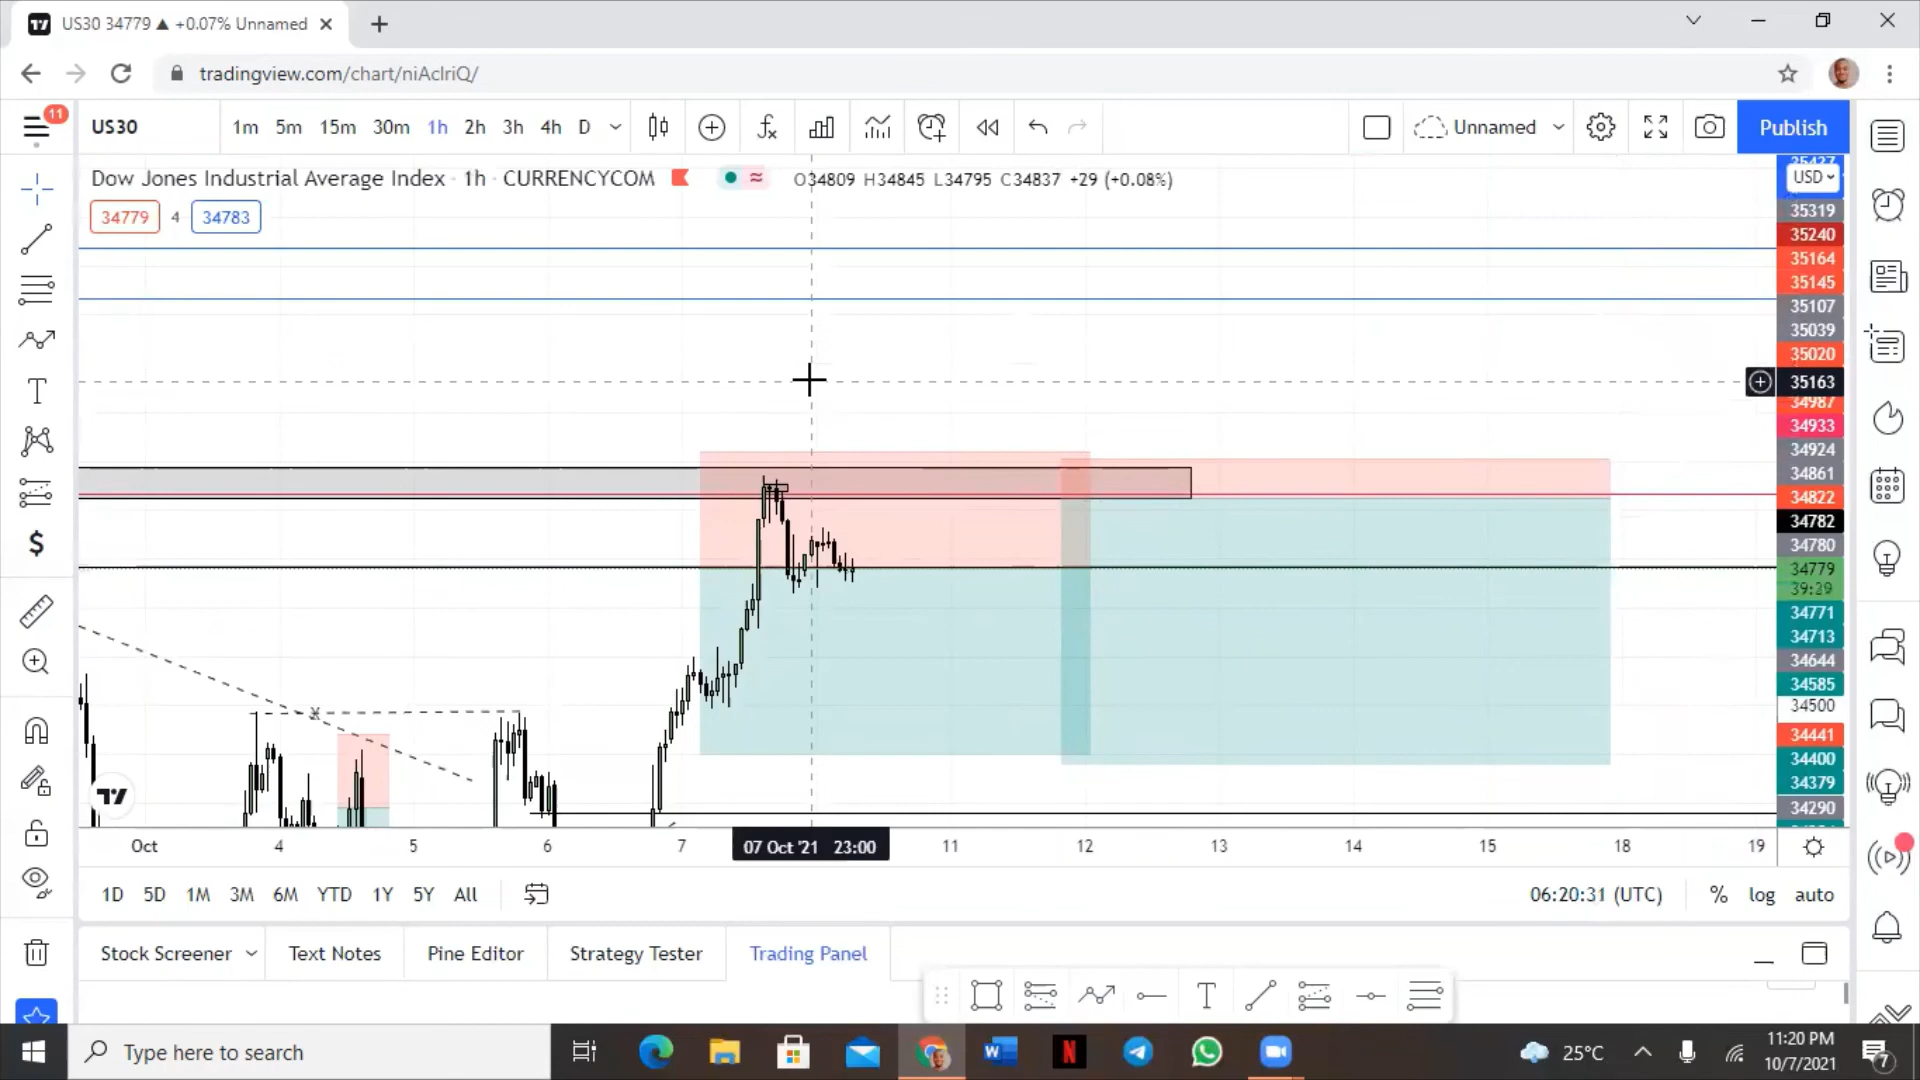 US30 34779 ▲ +0.07% Unnamed
tradingview.com/chart/niAclriQ/
11
US30
1m 5m 15m 30m 1h 2h 3h 4h D
Unnamed
Publish
Dow Jones Industrial Average Index · 1h · CURRENCYCOM
O34809 H34845 L34795 C34837 +29 (+0.08%)
34779 4 34783
35427
USD
35319
35240
35164
35145
35107
35039
35020
35163
34987
34933
34924
34861
34822
34782
34780
34779
39:29
34771
34713
34644
34585
34500
34441
34400
34379
34290
Oct 4 5 6 7 07 Oct '21 23:00 11 12 13 14 15 18 19
1D 5D 1M 3M 6M YTD 1Y 5Y All
06:20:31 (UTC) % log auto
Stock Screener Text Notes Pine Editor Strategy Tester Trading Panel
Type here to search
25°C
11:20 PM
10/7/2021
7